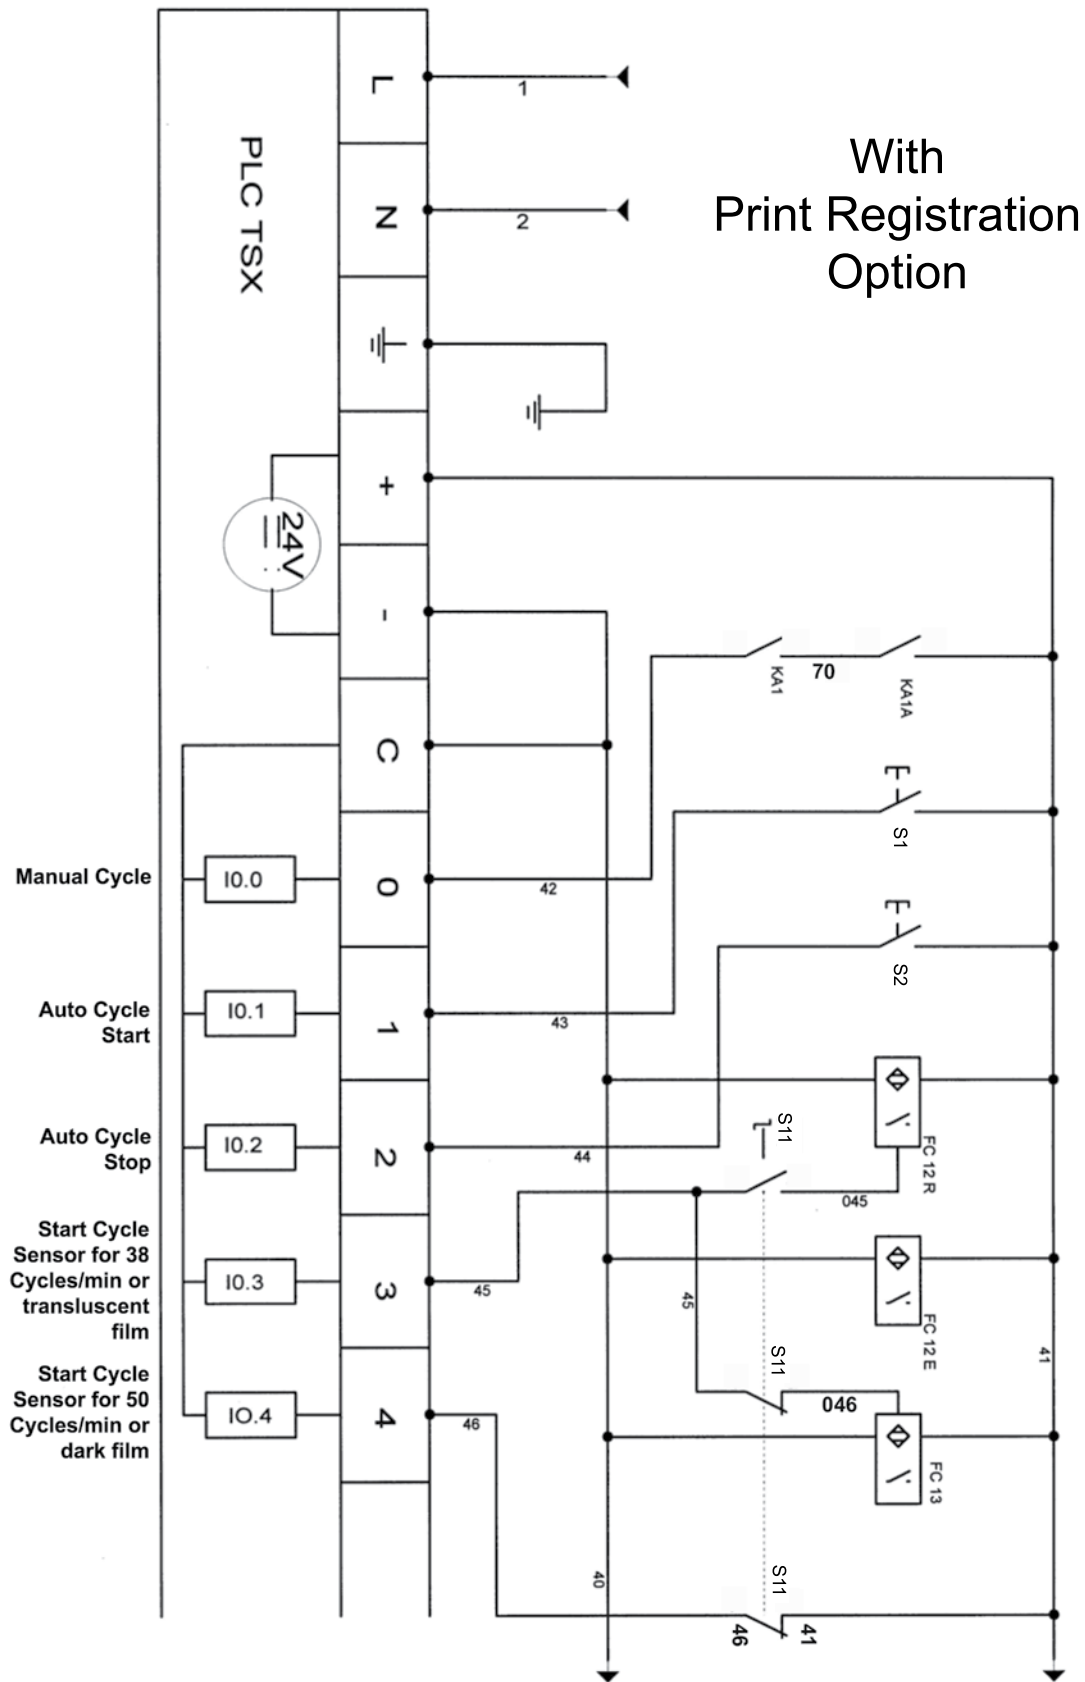 With
Print Registration
Option
PLC TSX
L
1
N
2
+
24V
-
C
KA1
70
KA1A
S1
Manual Cycle
I0.0
0
42
S2
Auto Cycle
Start
I0.1
1
43
Auto Cycle
Stop
I0.2
2
44
S11
045
FC 12 R
Start Cycle
Sensor for 38
Cycles/min or
transluscent
film
I0.3
3
45
45
FC 12 E
41
S11
046
Start Cycle
Sensor for 50
Cycles/min or
dark film
IO.4
4
46
FC 13
40
S11
46
41